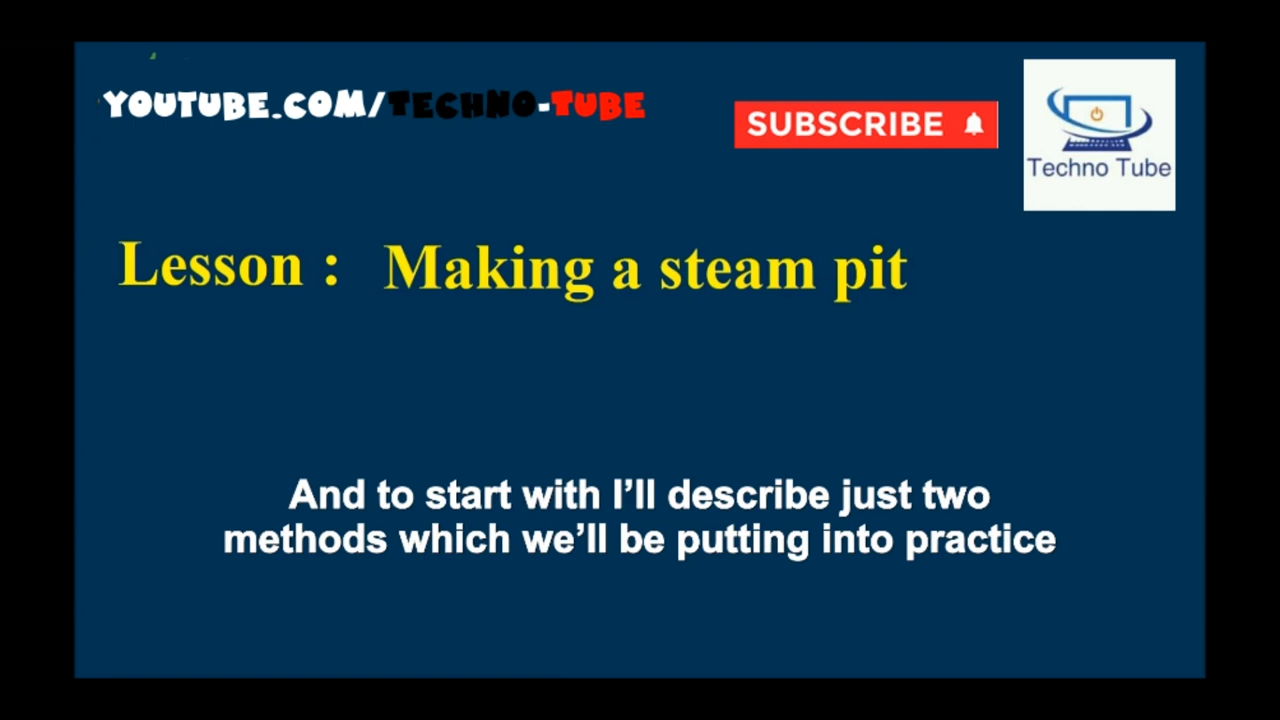 YOUTUBE.COM/TECHNO-TUBE
SUBSCRIBE
Techno Tube
Lesson : Making a steam pit
And to start with I’ll describe just two
methods which we’ll be putting into practice